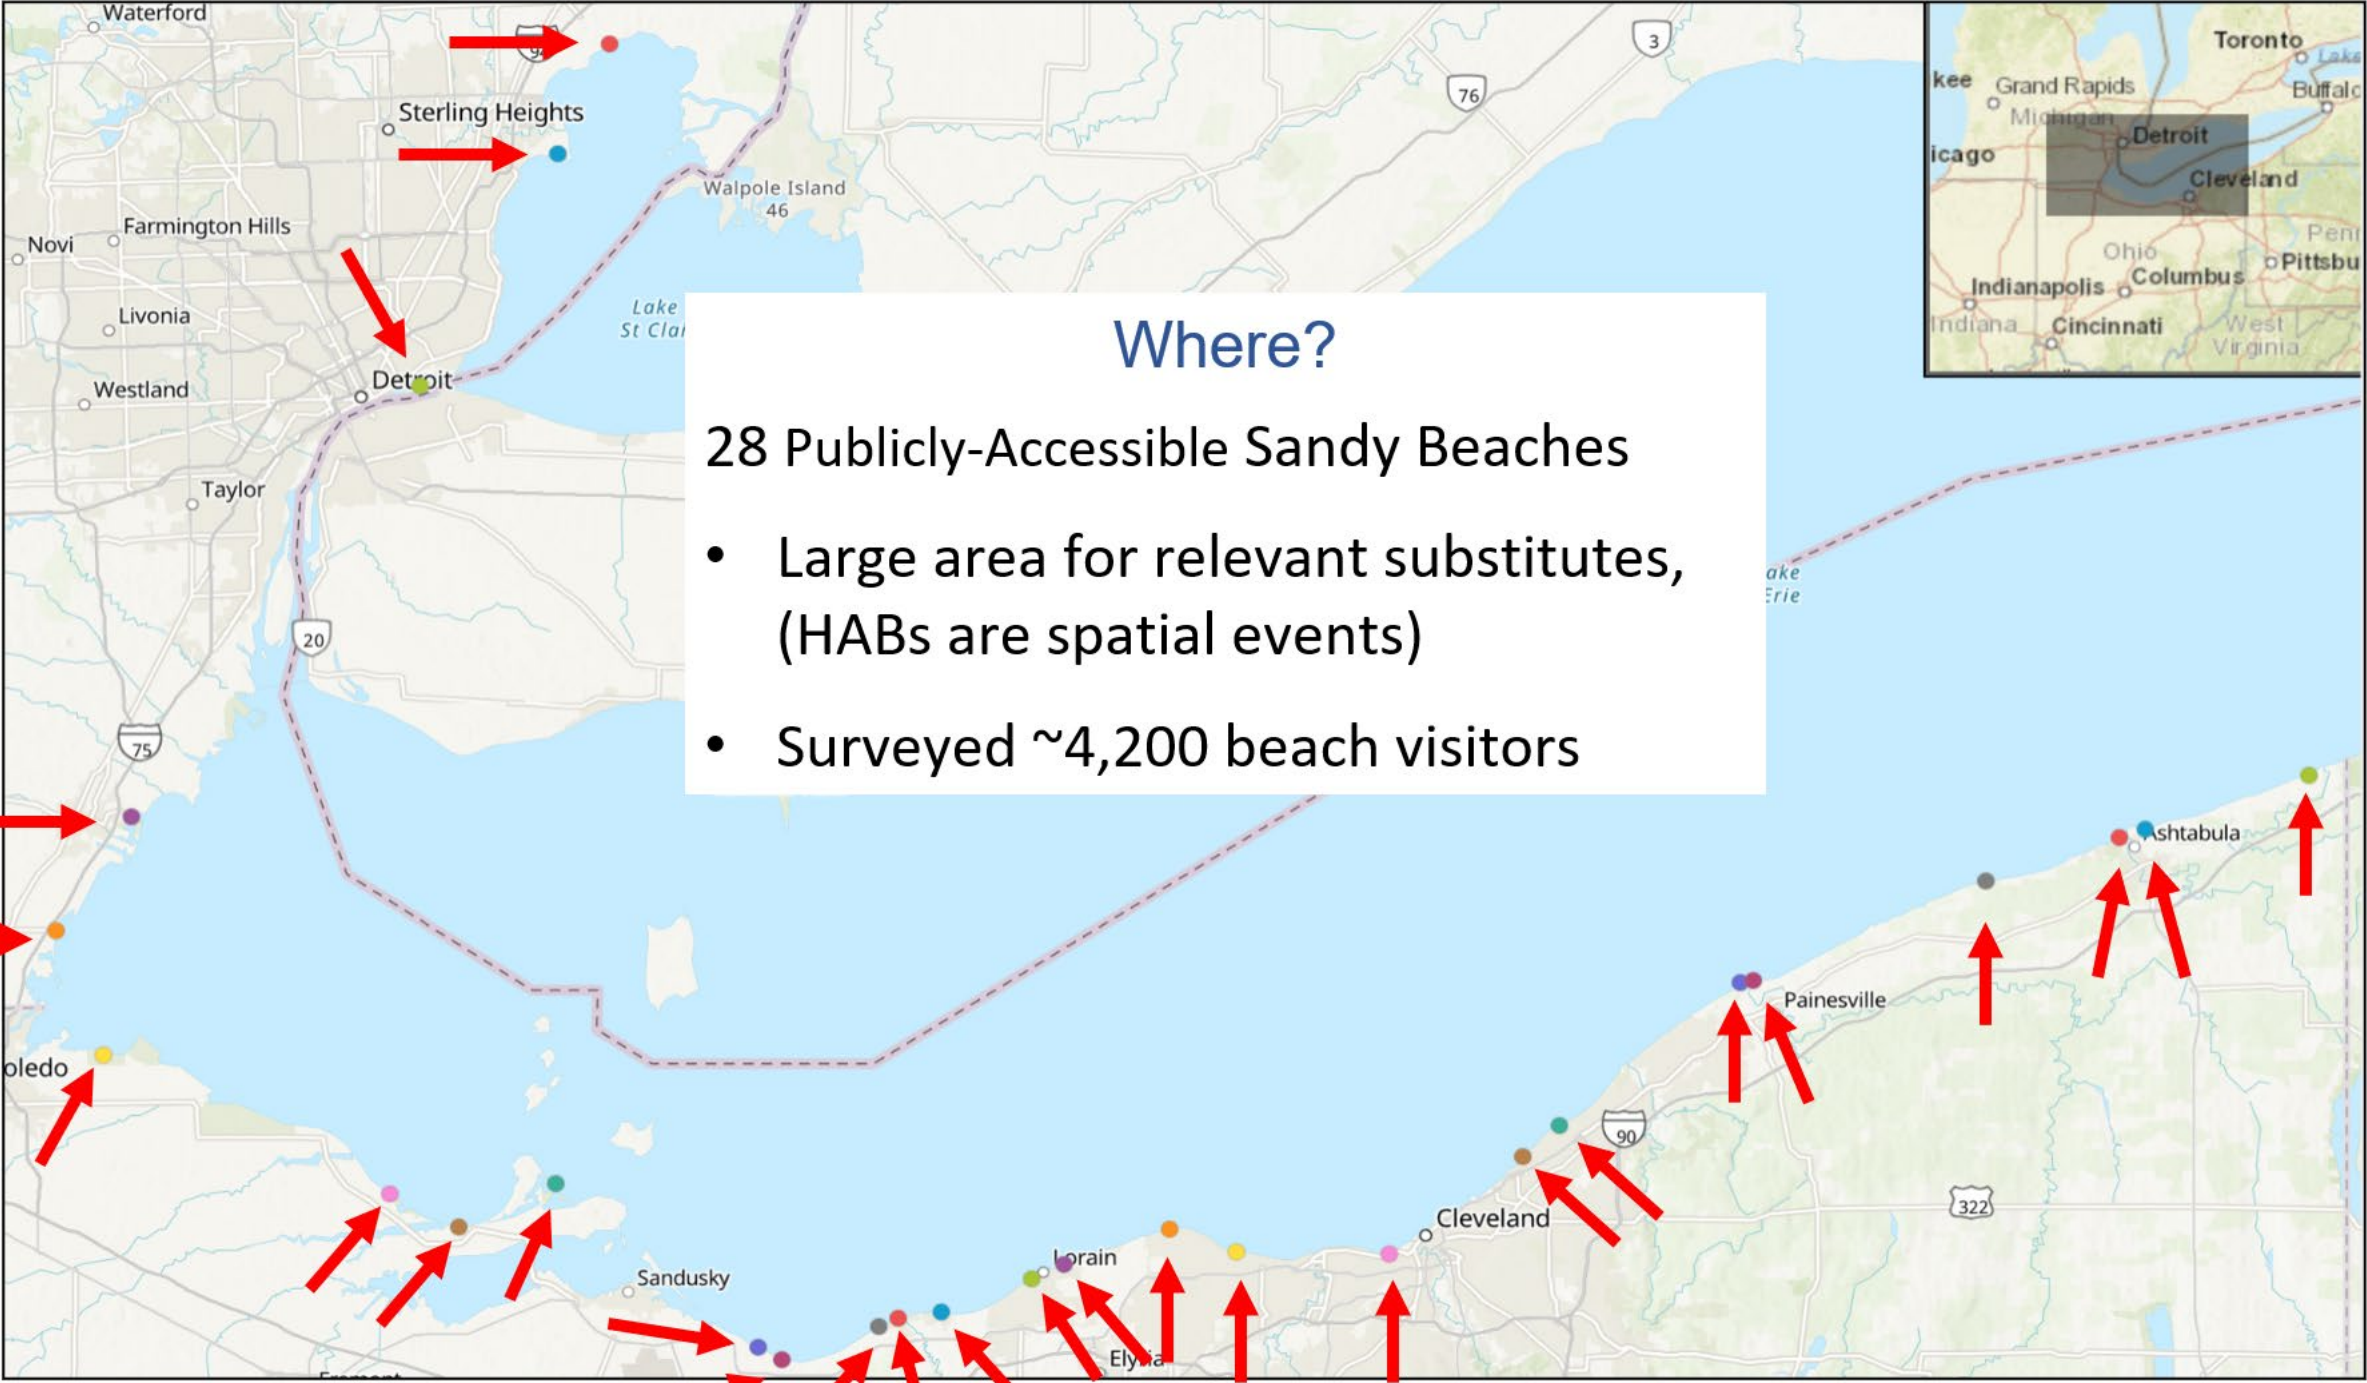 Waterford
94
3
76
Sterling Heights
Walpole Island
46
Novi
Farmington Hills
Livonia
Lake
St Clai
Westland
Detroit
Taylor
20
75
Toronto
Lake
kee
Grand Rapids
Buffalo
Michigan
Detroit
icago
Cleveland
Penn
Ohio
Pittsbu
Indianapolis
Columbus
Indiana
Cincinnati
West
Virginia
Where?
28 Publicly-Accessible Sandy Beaches
• Large area for relevant substitutes,
(HABs are spatial events)
• Surveyed ~4,200 beach visitors
ake
Erie
Ashtabula
Painesville
oledo
90
322
Cleveland
Lorain
Sandusky
Elyria